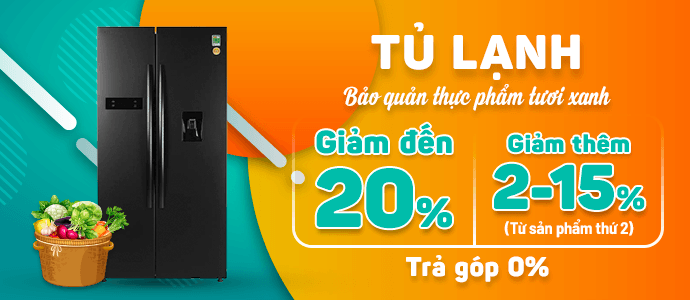 TỦ LẠNH
Bảo quản thực phẩm tươi xanh
Giảm đến
20%
Giảm thêm
2-15%
(Từ sản phẩm thứ 2)
Trả góp 0%